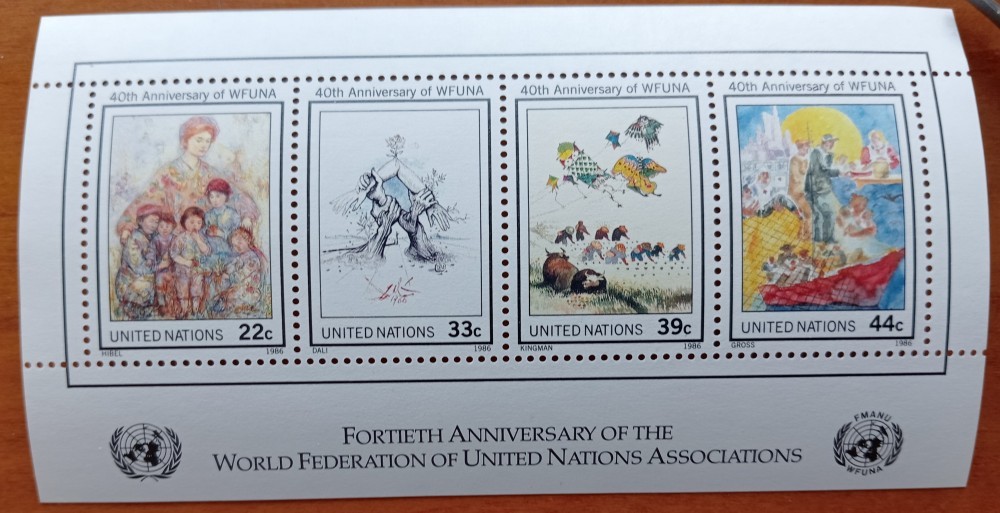 40th Anniversary of WFUNA
UNITED NATIONS 22c
HIBEL 1986
40th Anniversary of WFUNA
UNITED NATIONS 33c
DALI 1986
40th Anniversary of WFUNA
UNITED NATIONS 39c
KINGMAN 1986
40th Anniversary of WFUNA
UNITED NATIONS 44c
GROSS 1986
FORTIETH ANNIVERSARY OF THE
WORLD FEDERATION OF UNITED NATIONS ASSOCIATIONS
FMANU
WFUNA